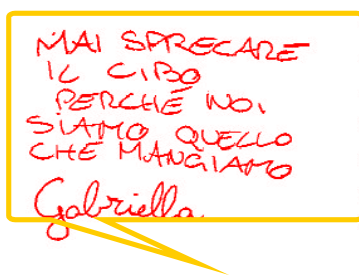 MAI SPRECARE
IL CIBO
PERCHÉ NOI
SIAMO QUELLO
CHE MANGIAMO
Gabriella